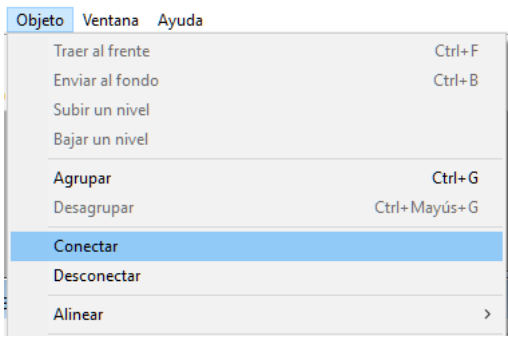 Objeto Ventana Ayuda
Traer al frente Ctrl+F
Enviar al fondo Ctrl+B
Subir un nivel
Bajar un nivel
Agrupar Ctrl+G
Desagrupar Ctrl+Mayús+G
Conectar
Desconectar
Alinear >